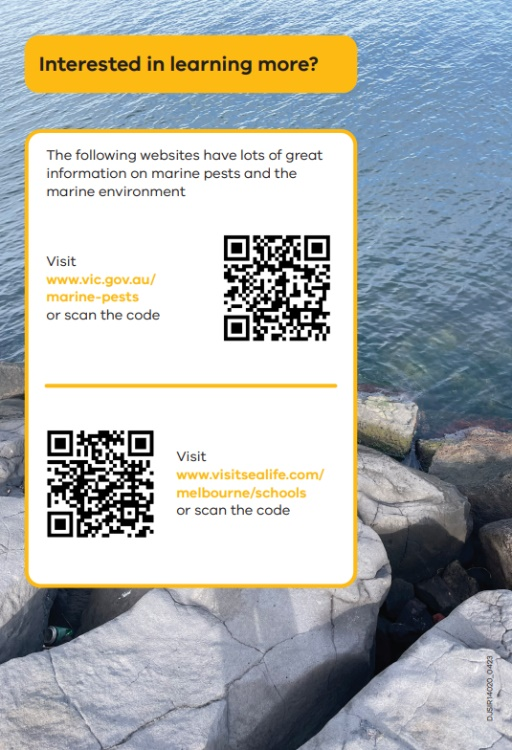 Interested in learning more?
The following websites have lots of great
information on marine pests and the
marine environment
Visit
www.vic.gov.au/
marine-pests
or scan the code
Visit
www.visitsealife.com/
melbourne/schools
or scan the code
DJSIR14020_0423